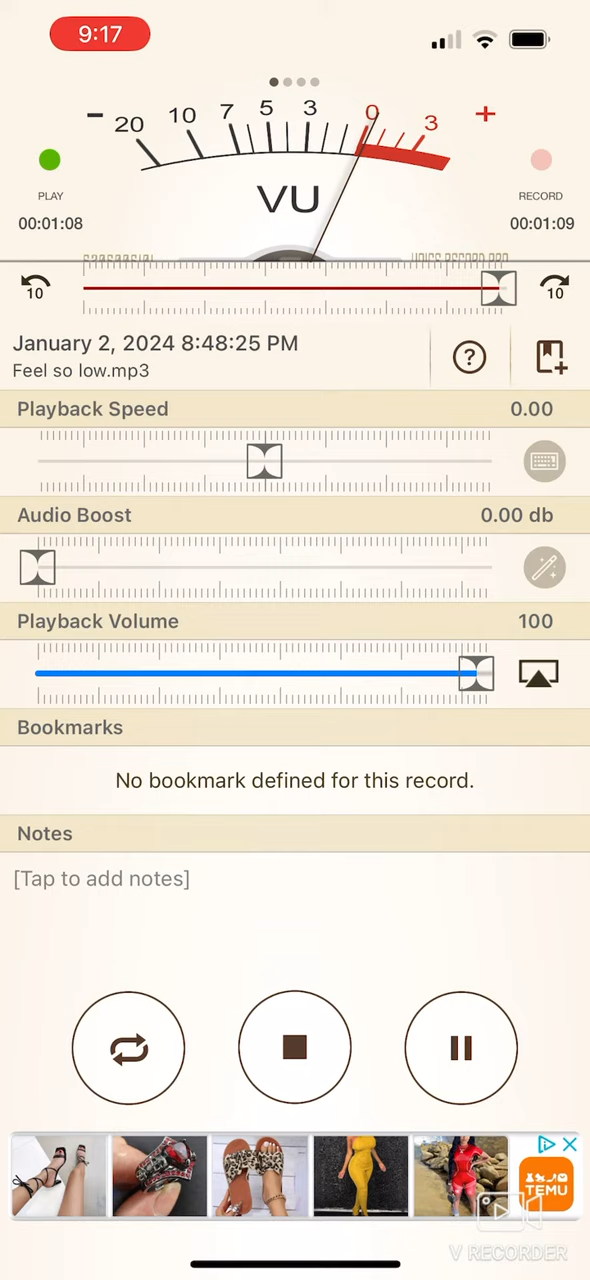 9:17
- 20 10 7 5 3 0 3 +
VU
PLAY
00:01:08
RECORD
00:01:09
10
10
January 2, 2024 8:48:25 PM
Feel so low.mp3
Playback Speed
0.00
Audio Boost
0.00 db
Playback Volume
100
Bookmarks
No bookmark defined for this record.
Notes
[Tap to add notes]
TEMU
V RECORDER